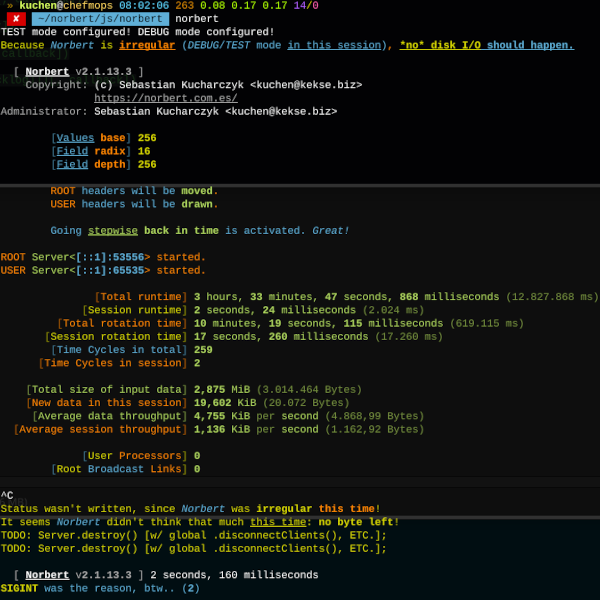 » kuchen@chefmops 08:02:06 263 0.08 0.17 0.17 14/0
✘ ~/norbert/js/norbert norbert
TEST mode configured! DEBUG mode configured!
Because Norbert is irregular (DEBUG/TEST mode in this session), *no* disk I/O should happen.
[ Norbert v2.1.13.3 ]
Copyright: (c) Sebastian Kucharczyk <kuchen@kekse.biz>
https://norbert.com.es/
Administrator: Sebastian Kucharczyk <kuchen@kekse.biz>
[Values base] 256
[Field radix] 16
[Field depth] 256
ROOT headers will be moved.
USER headers will be drawn.
Going stepwise back in time is activated. Great!
ROOT Server<[::1]:53556> started.
USER Server<[::1]:65535> started.
[Total runtime] 3 hours, 33 minutes, 47 seconds, 868 milliseconds (12.827.868 ms)
[Session runtime] 2 seconds, 24 milliseconds (2.024 ms)
[Total rotation time] 10 minutes, 19 seconds, 115 milliseconds (619.115 ms)
[Session rotation time] 17 seconds, 260 milliseconds (17.260 ms)
[Time Cycles in total] 259
[Time Cycles in session] 2
[Total size of input data] 2,875 MiB (3.014.464 Bytes)
[New data in this session] 19,602 KiB (20.072 Bytes)
[Average data throughput] 4,755 KiB per second (4.868,99 Bytes)
[Average session throughput] 1,136 KiB per second (1.162,92 Bytes)
[User Processors] 0
[Root Broadcast Links] 0
^C
Status wasn't written, since Norbert was irregular this time!
It seems Norbert didn't think that much this time: no byte left!
TODO: Server.destroy() [w/ global .disconnectClients(), ETC.];
TODO: Server.destroy() [w/ global .disconnectClients(), ETC.];
[ Norbert v2.1.13.3 ] 2 seconds, 160 milliseconds
SIGINT was the reason, btw.. (2)